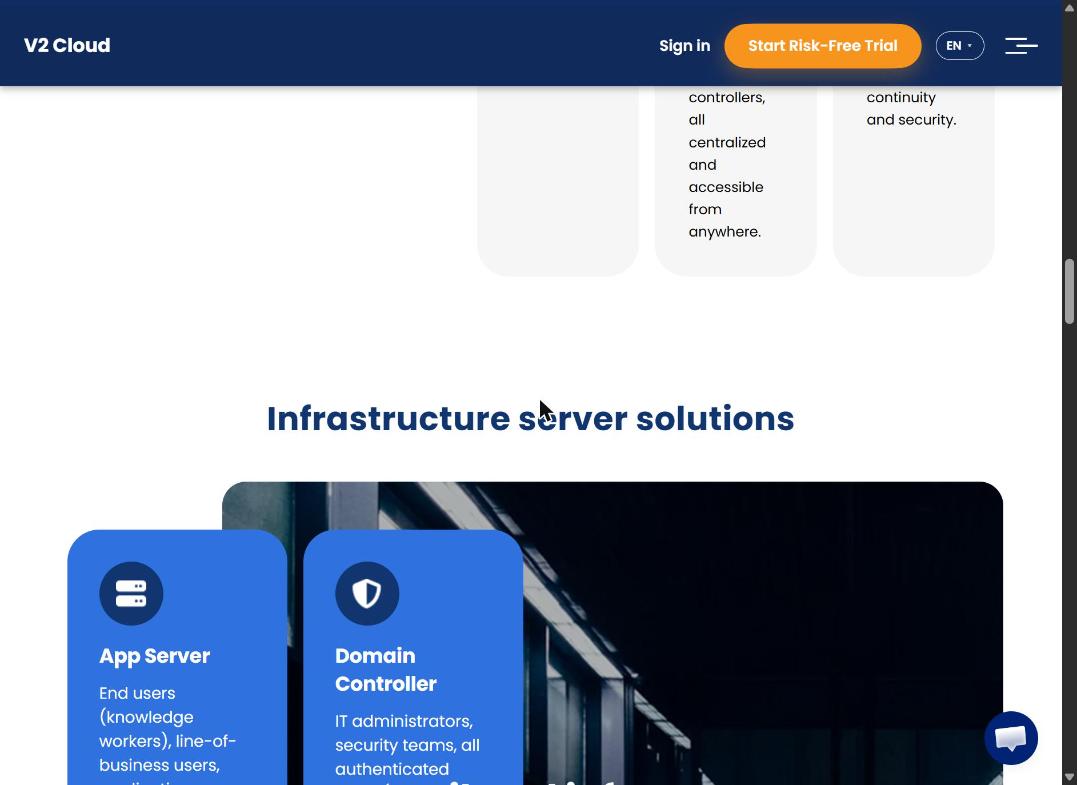 V2 Cloud
Sign in
Start Risk-Free Trial
EN
controllers,
all
centralized
and
accessible
from
anywhere.
continuity
and security.
Infrastructure server solutions
App Server
End users
(knowledge
workers), line-of-
business users,
Domain
Controller
IT administrators,
security teams, all
authenticated